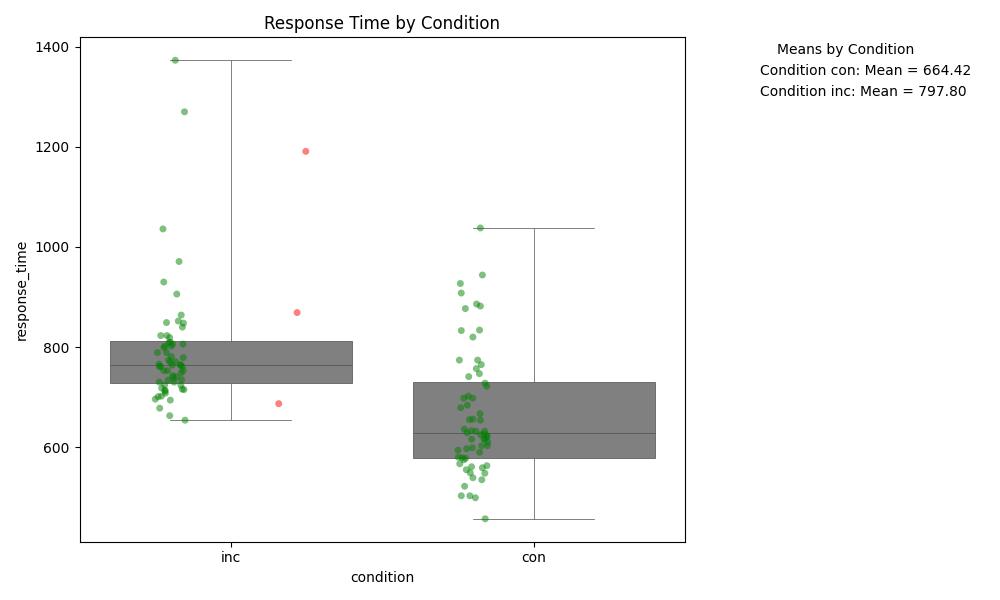 Response Time by Condition
Means by Condition
Condition con: Mean = 664.42
Condition inc: Mean = 797.80
1400
1200
1000
800
600
response_time
inc
con
condition